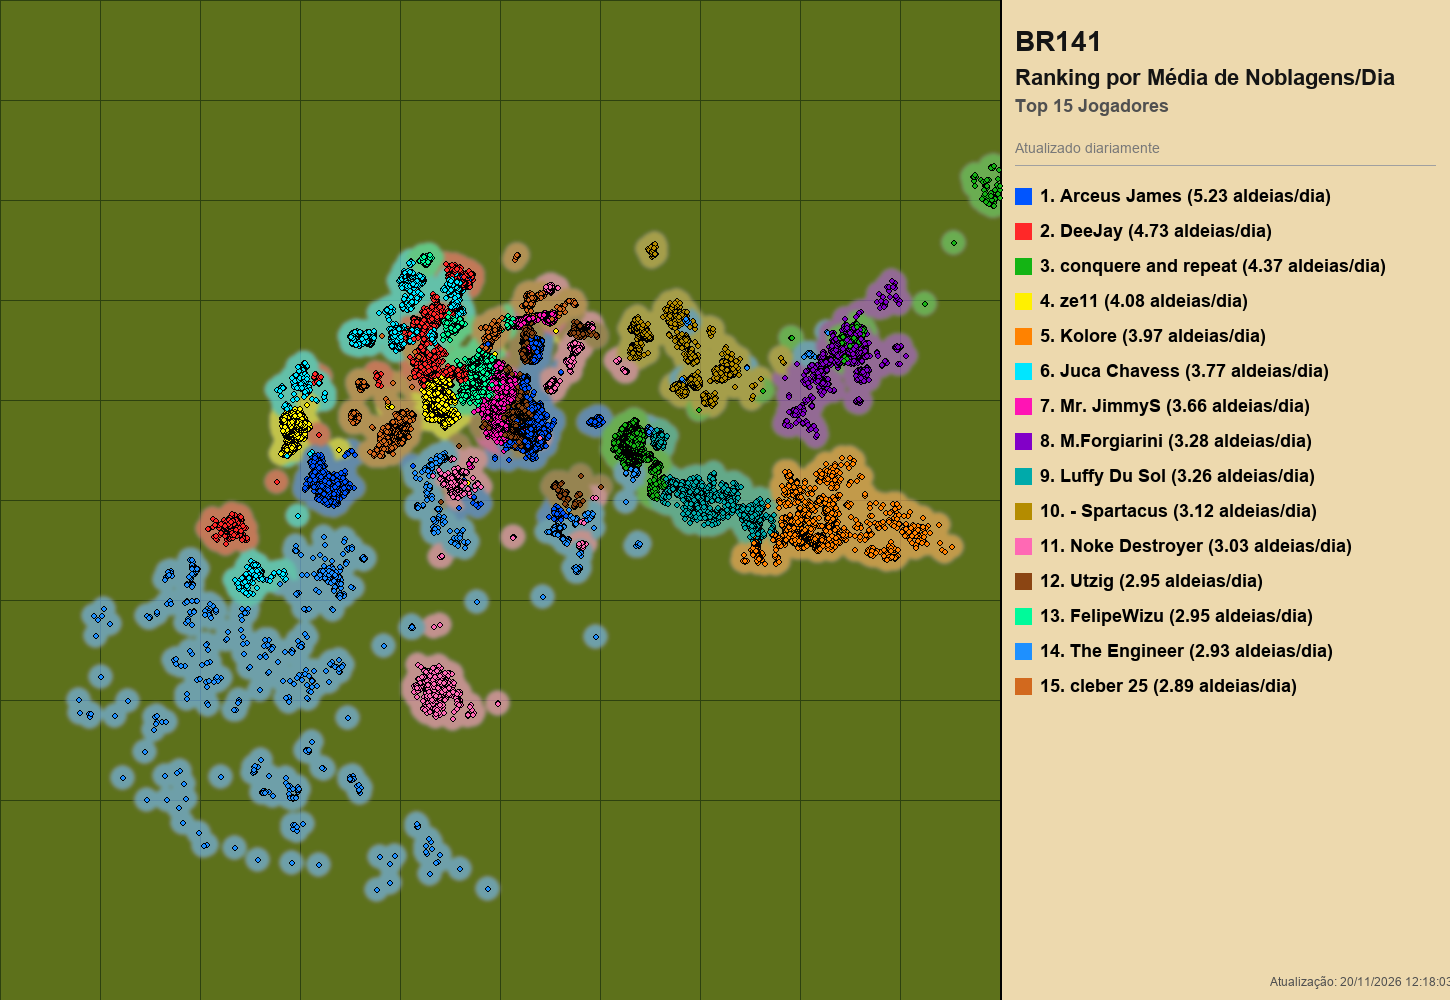 BR141
Ranking por Média de Noblagens/Dia
Top 15 Jogadores
Atualizado diariamente
1. Arceus James (5.23 aldeias/dia)
2. DeeJay (4.73 aldeias/dia)
3. conquere and repeat (4.37 aldeias/dia)
4. ze11 (4.08 aldeias/dia)
5. Kolore (3.97 aldeias/dia)
6. Juca Chavess (3.77 aldeias/dia)
7. Mr. JimmyS (3.66 aldeias/dia)
8. M.Forgiarini (3.28 aldeias/dia)
9. Luffy Du Sol (3.26 aldeias/dia)
10. - Spartacus (3.12 aldeias/dia)
11. Noke Destroyer (3.03 aldeias/dia)
12. Utzig (2.95 aldeias/dia)
13. FelipeWizu (2.95 aldeias/dia)
14. The Engineer (2.93 aldeias/dia)
15. cleber 25 (2.89 aldeias/dia)
Atualização: 20/11/2026 12:18:03